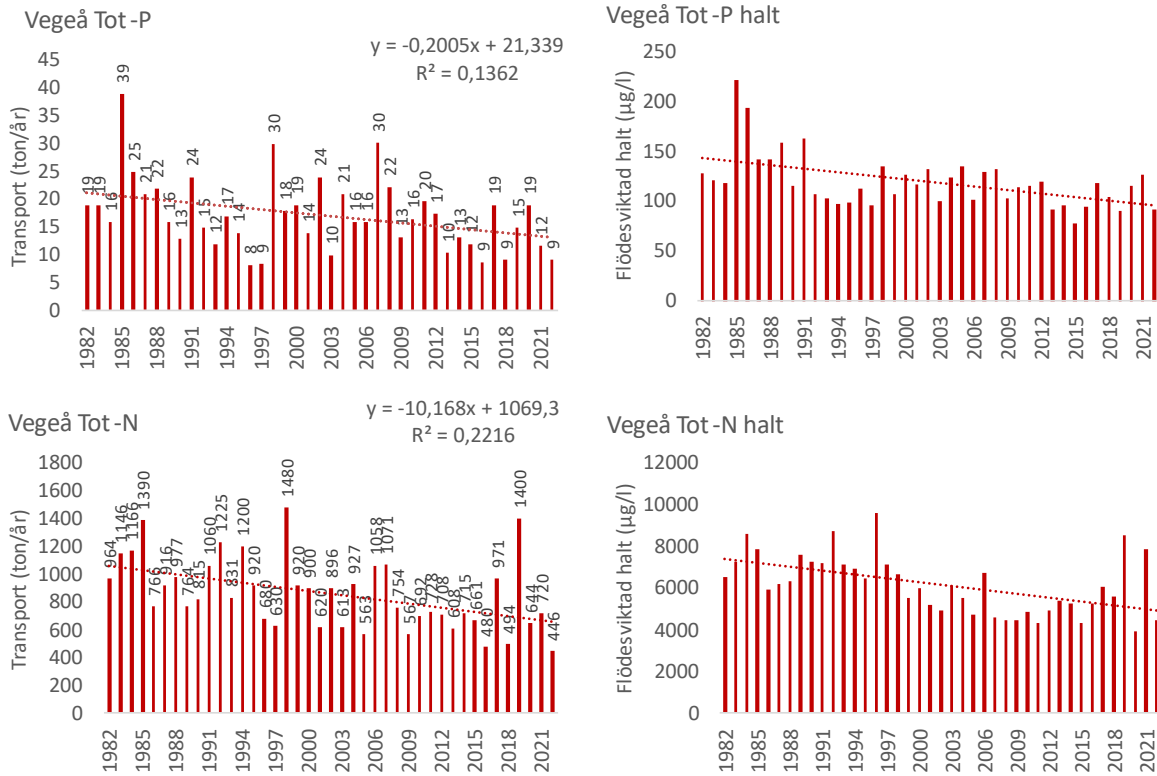 Vegeå Tot-P
y = -0,2005x + 21,339
R² = 0,1362
Transport (ton/år)
45
40
35
30
25
20
15
10
5
0
19 19 16 39 25 21 22 16 13 24 15 12 17 14 8 9 30 18 19 14 24 10 21 16 16 30 22 13 16 20 17 10 13 12 9 19 9 15 19 12 9
1982 1985 1988 1991 1994 1997 2000 2003 2006 2009 2012 2015 2018 2021
Vegeå Tot-P halt
Flödesviktad halt (µg/l)
250
200
150
100
50
0
1982 1985 1988 1991 1994 1997 2000 2003 2006 2009 2012 2015 2018 2021
Vegeå Tot-N
y = -10,168x + 1069,3
R² = 0,2216
Transport (ton/år)
1800
1600
1400
1200
1000
800
600
400
200
0
964 1146 1166 1390 766 916 977 764 815 1060 1225 831 1200 920 680 630 1480 920 900 620 896 613 927 563 1058 1071 754 567 692 728 708 608 715 661 480 971 494 1400 644 720 446
1982 1985 1988 1991 1994 1997 2000 2003 2006 2009 2012 2015 2018 2021
Vegeå Tot-N halt
Flödesviktad halt (µg/l)
12000
10000
8000
6000
4000
2000
0
1982 1985 1988 1991 1994 1997 2000 2003 2006 2009 2012 2015 2018 2021